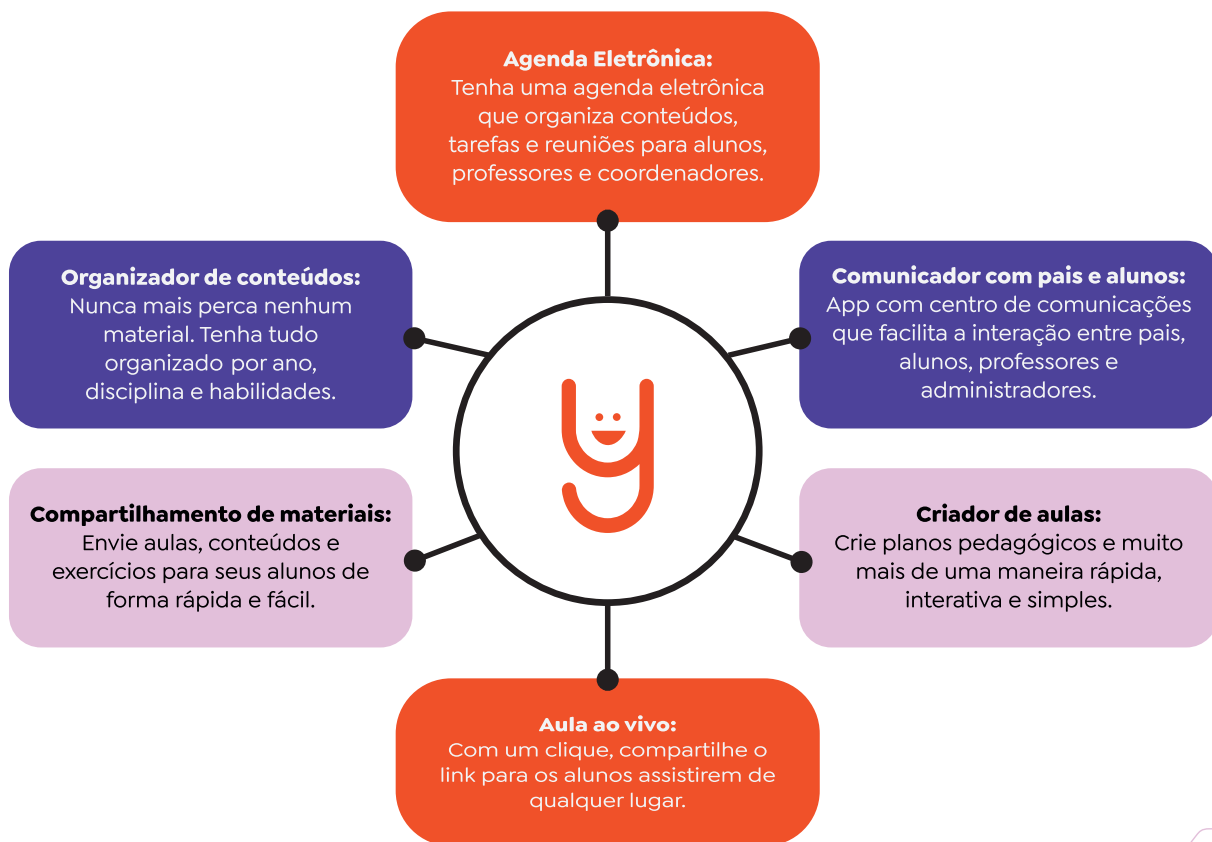 Agenda Eletrônica:
Tenha uma agenda eletrônica
que organiza conteúdos,
tarefas e reuniões para alunos,
professores e coordenadores.
Organizador de conteúdos:
Nunca mais perca nenhum
material. Tenha tudo
organizado por ano,
disciplina e habilidades.
Comunicador com pais e alunos:
App com centro de comunicações
que facilita a interação entre pais,
alunos, professores e
administradores.
y
Compartilhamento de materiais:
Envie aulas, conteúdos e
exercícios para seus alunos de
forma rápida e fácil.
Criador de aulas:
Crie planos pedagógicos e muito
mais de uma maneira rápida,
interativa e simples.
Aula ao vivo:
Com um clique, compartilhe o
link para os alunos assistirem de
qualquer lugar.